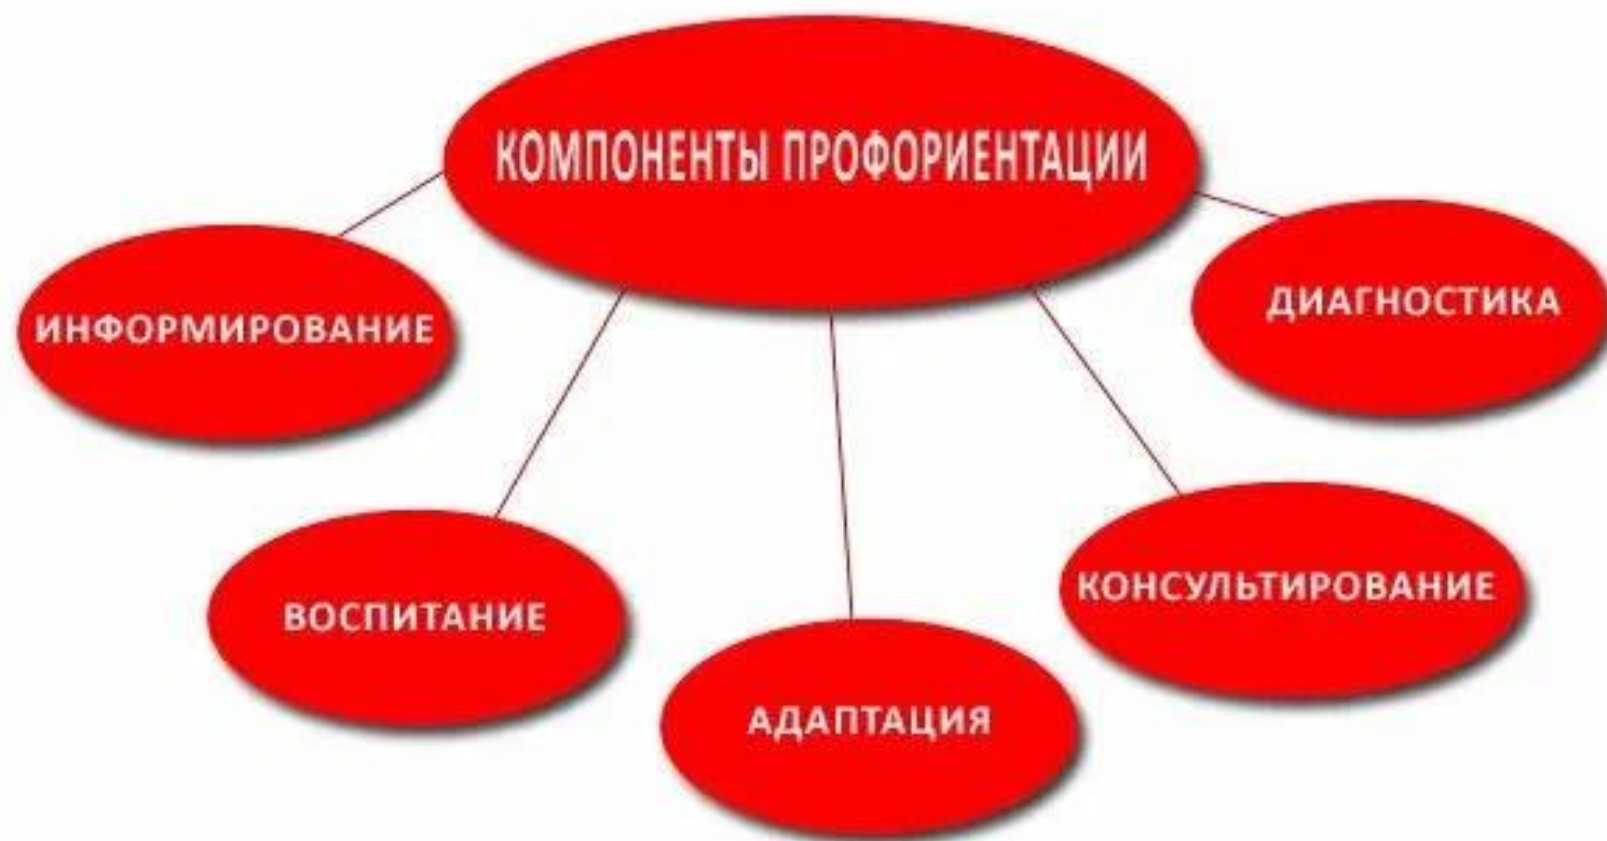 КОМПОНЕНТЫ ПРОФОРИЕНТАЦИИ
ИНФОРМИРОВАНИЕ
ДИАГНОСТИКА
ВОСПИТАНИЕ
КОНСУЛЬТИРОВАНИЕ
АДАПТАЦИЯ